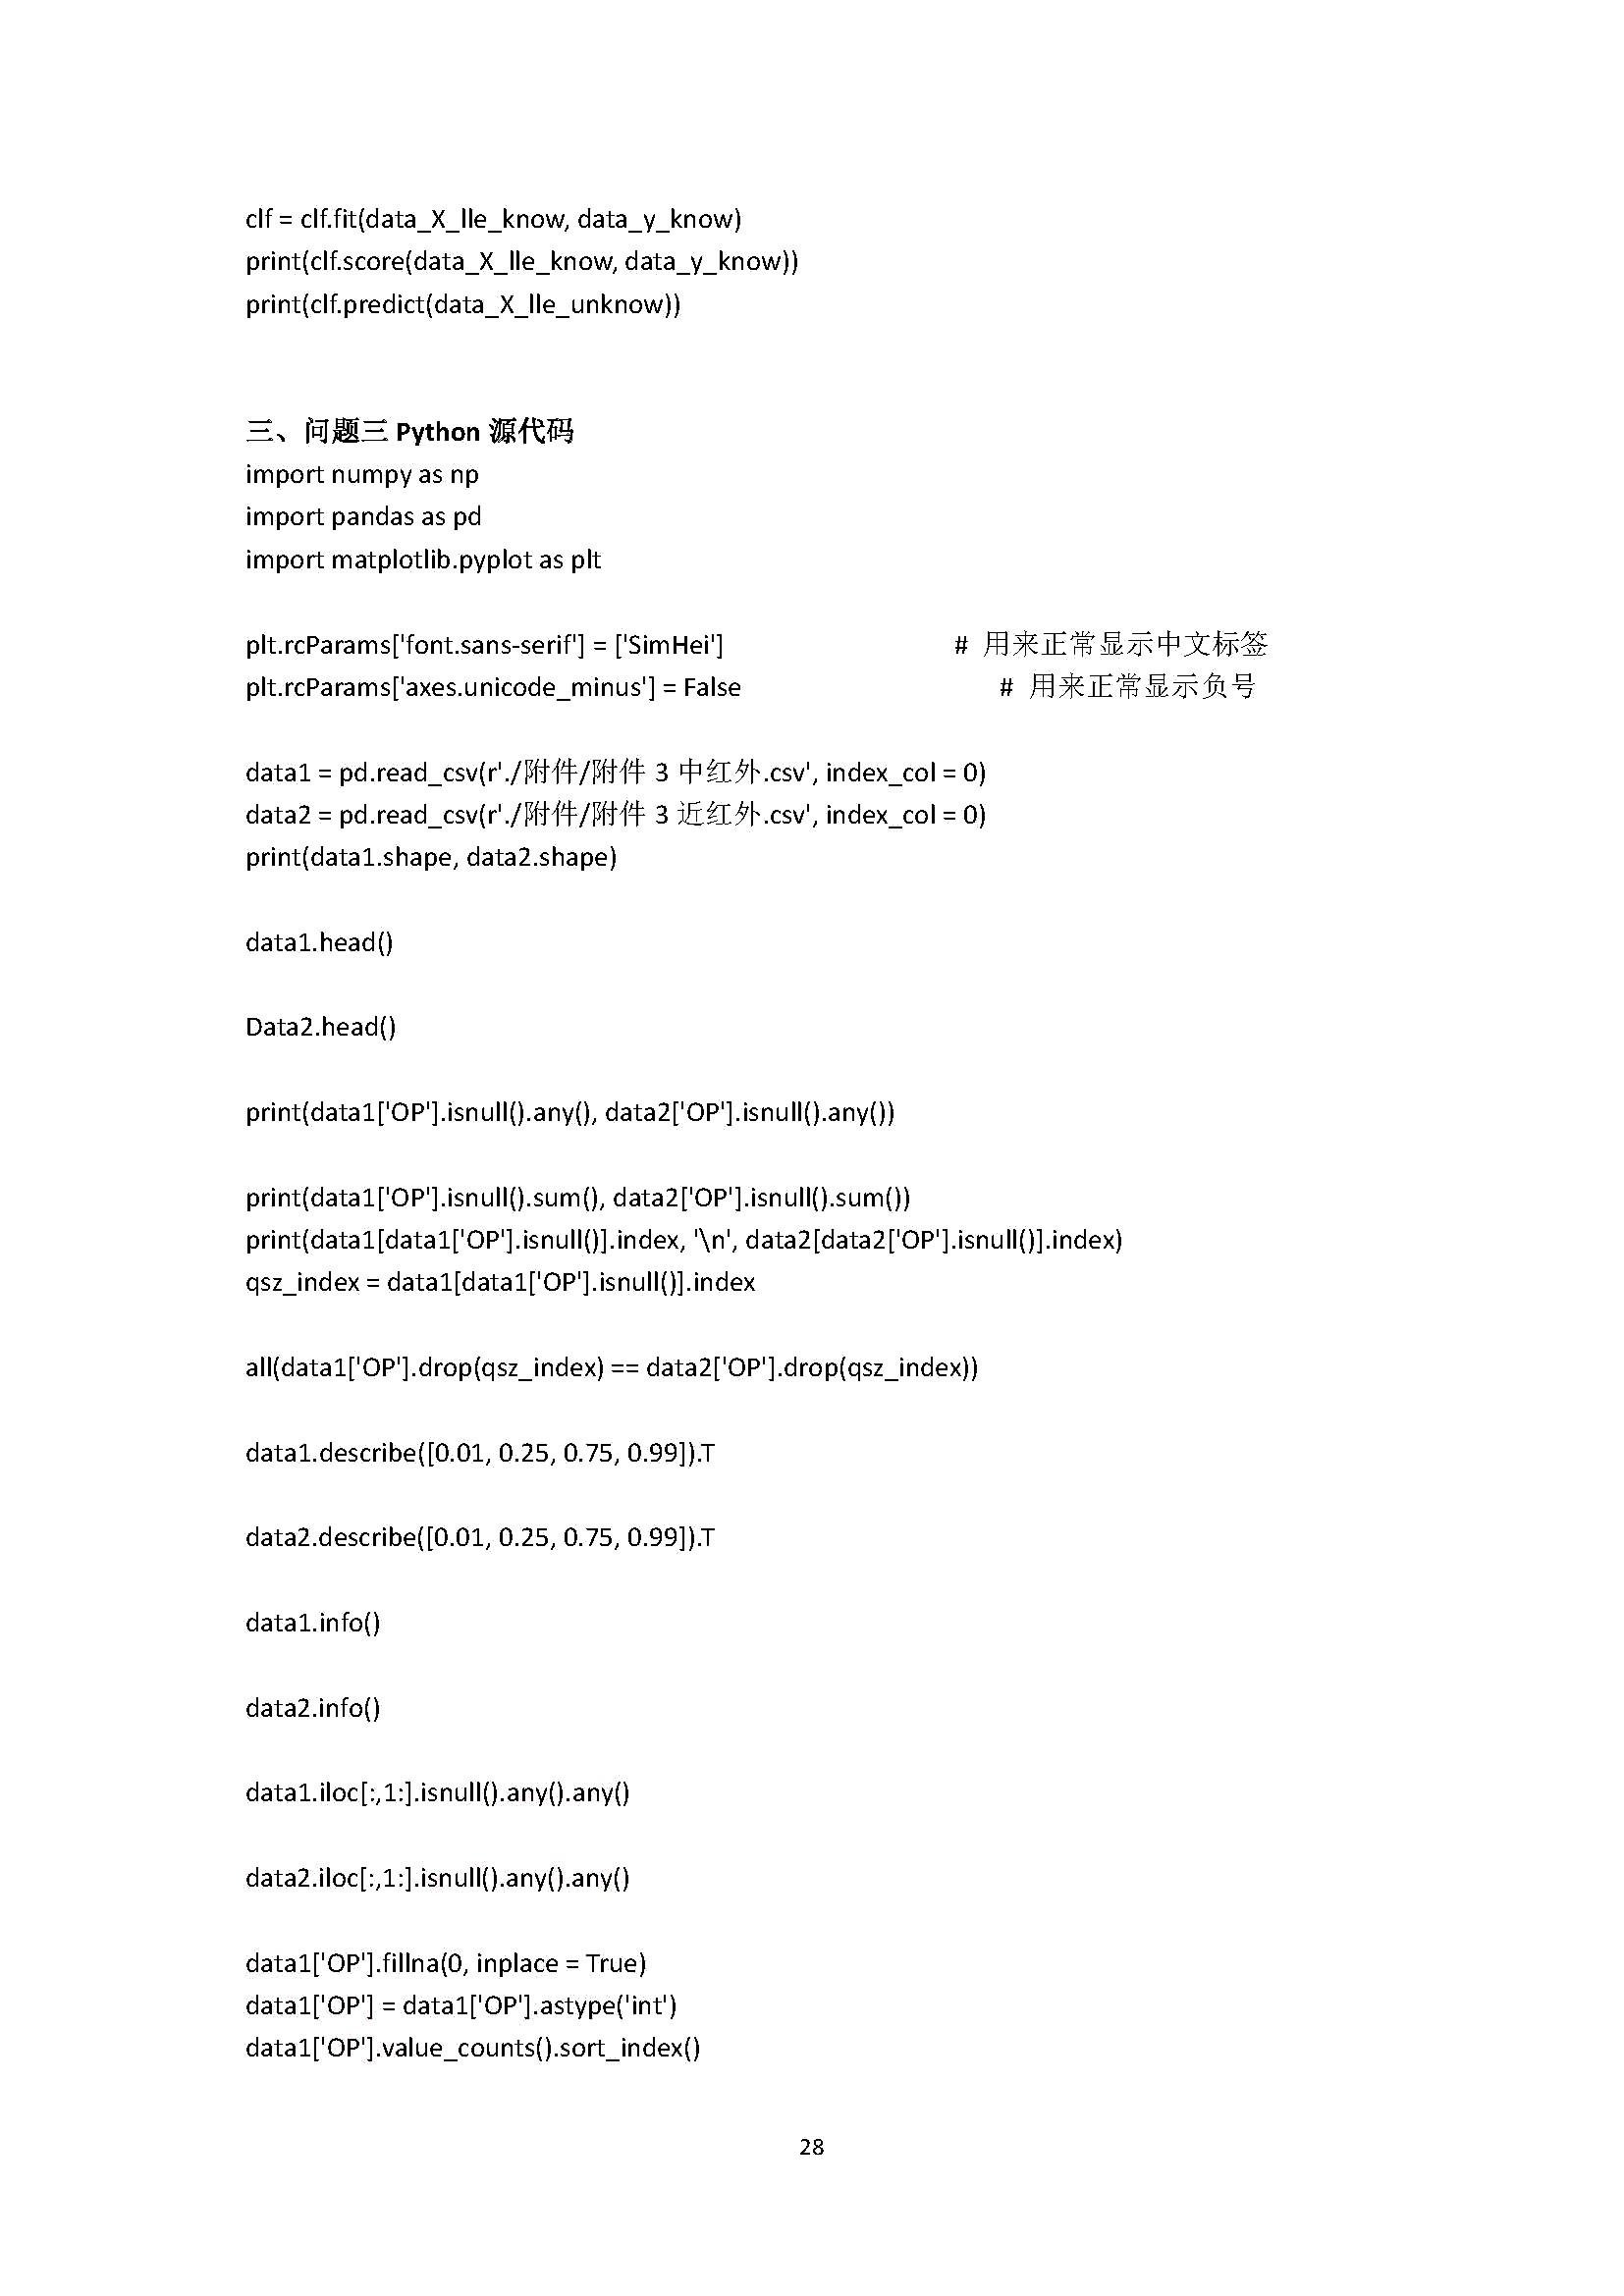 clf = clf.fit(data_X_lle_know, data_y_know)
print(clf.score(data_X_lle_know, data_y_know))
print(clf.predict(data_X_lle_unknow))
三、问题三 Python 源代码
import numpy as np
import pandas as pd
import matplotlib.pyplot as plt
plt.rcParams['font.sans-serif'] = ['SimHei'] # 用来正常显示中文标签
plt.rcParams['axes.unicode_minus'] = False # 用来正常显示负号
data1 = pd.read_csv(r'./附件/附件 3 中红外.csv', index_col = 0)
data2 = pd.read_csv(r'./附件/附件 3 近红外.csv', index_col = 0)
print(data1.shape, data2.shape)
data1.head()
Data2.head()
print(data1['OP'].isnull().any(), data2['OP'].isnull().any())
print(data1['OP'].isnull().sum(), data2['OP'].isnull().sum())
print(data1[data1['OP'].isnull()].index, '\n', data2[data2['OP'].isnull()].index)
qsz_index = data1[data1['OP'].isnull()].index
all(data1['OP'].drop(qsz_index) == data2['OP'].drop(qsz_index))
data1.describe([0.01, 0.25, 0.75, 0.99]).T
data2.describe([0.01, 0.25, 0.75, 0.99]).T
data1.info()
data2.info()
data1.iloc[:,1:].isnull().any().any()
data2.iloc[:,1:].isnull().any().any()
data1['OP'].fillna(0, inplace = True)
data1['OP'] = data1['OP'].astype('int')
data1['OP'].value_counts().sort_index()
28